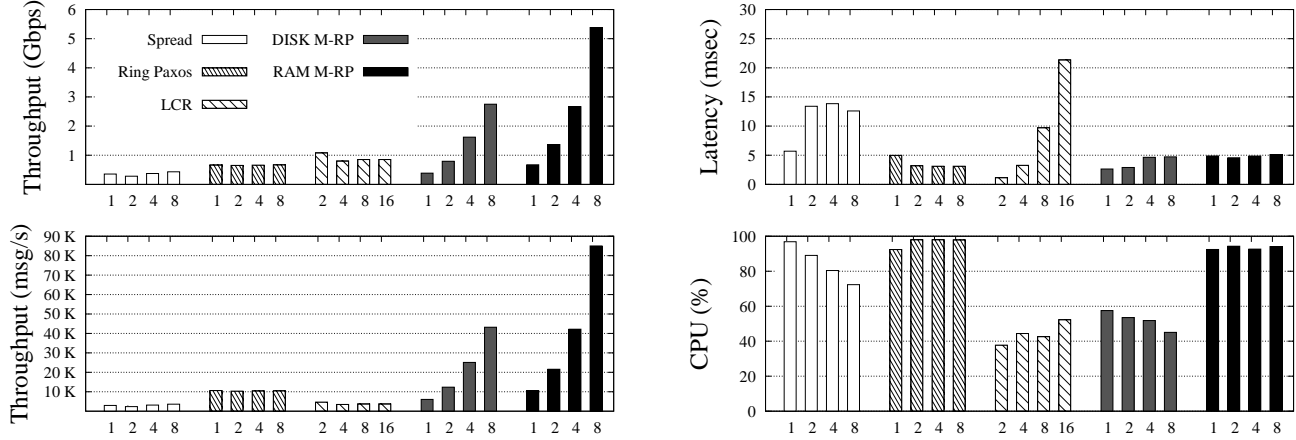 Throughput (Gbps)
6
5
4
3
2
1
Spread
Ring Paxos
LCR
DISK M-RP
RAM M-RP
1 2 4 8 1 2 4 8 2 4 8 16 1 2 4 8 1 2 4 8
Latency (msec)
30
25
20
15
10
5
0
1 2 4 8 1 2 4 8 2 4 8 16 1 2 4 8 1 2 4 8
Throughput (msg/s)
90 K
80 K
70 K
60 K
50 K
40 K
30 K
20 K
10 K
1 2 4 8 1 2 4 8 2 4 8 16 1 2 4 8 1 2 4 8
CPU (%)
100
80
60
40
20
0
1 2 4 8 1 2 4 8 2 4 8 16 1 2 4 8 1 2 4 8